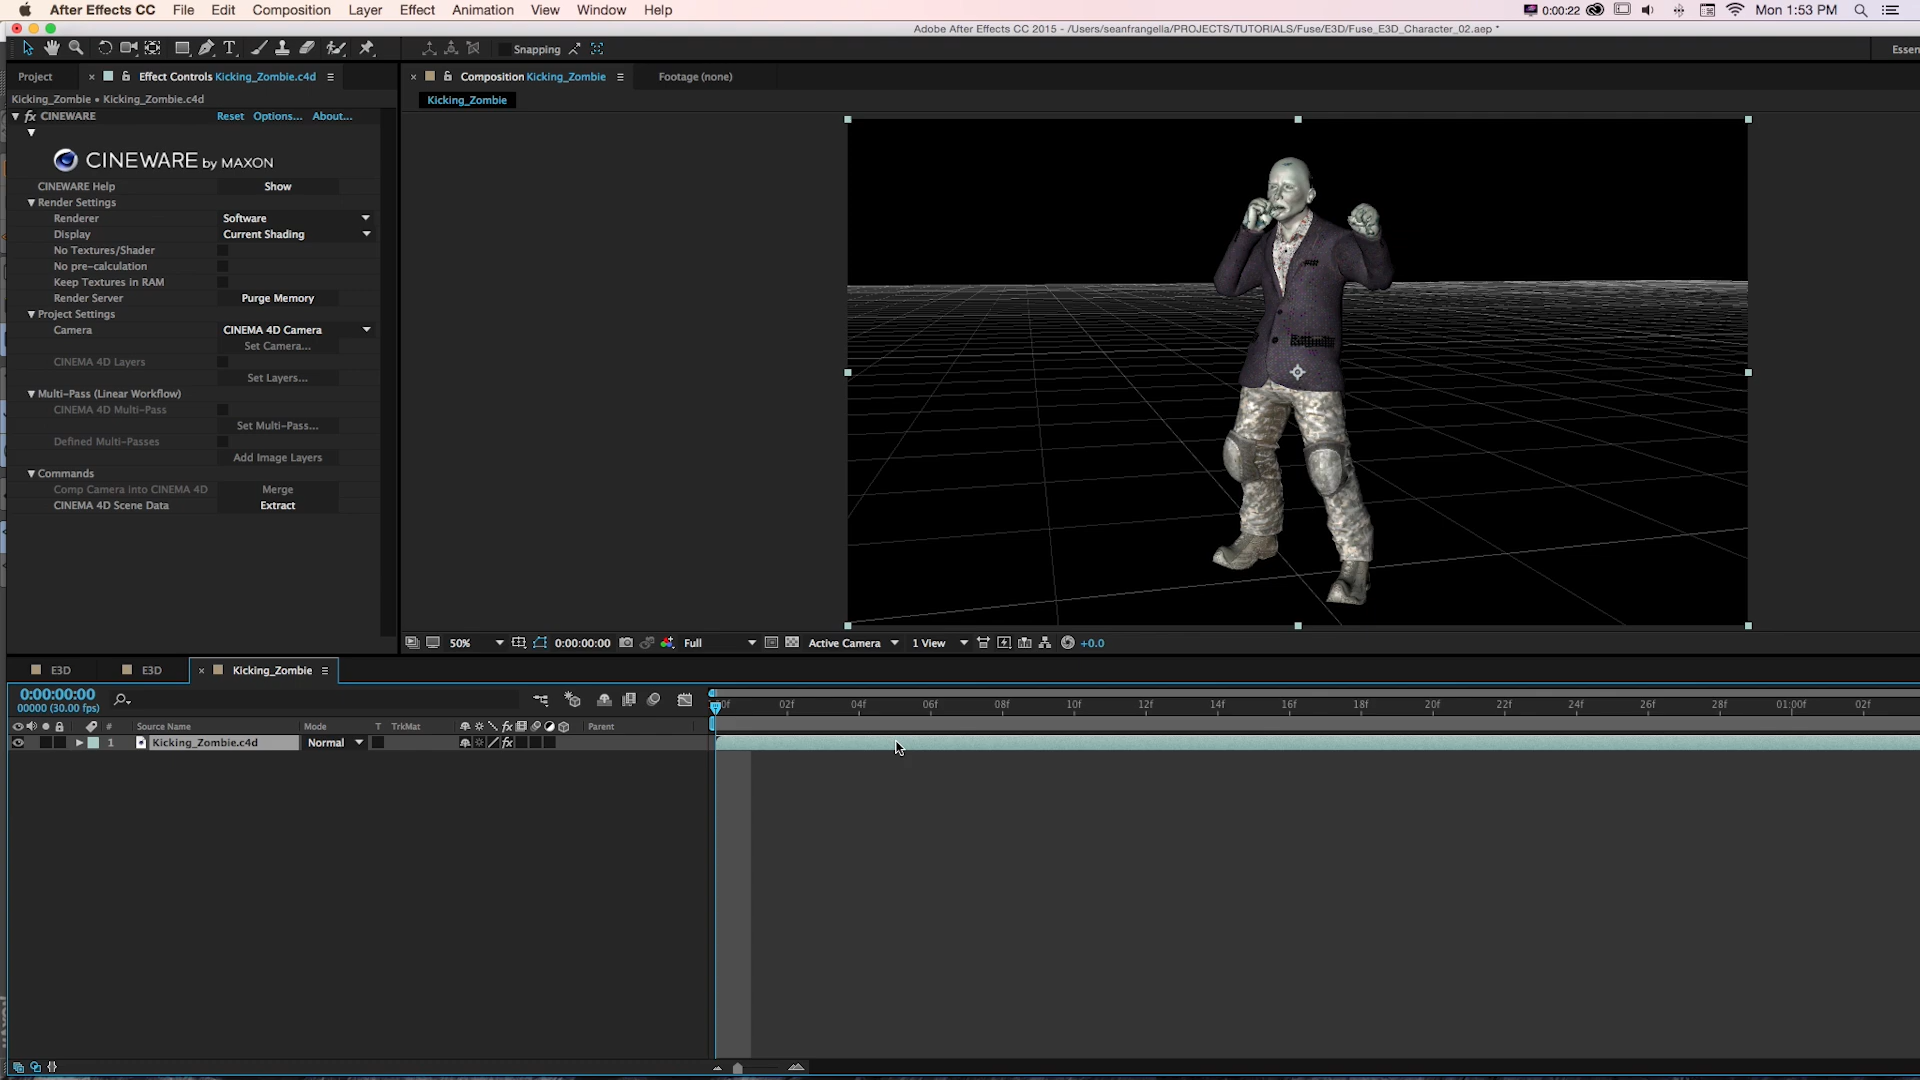 After Effects CC File Edit Composition Layer Effect Animation View Window Help 0:00:22 Mon 1:53 PM
Adobe After Effects CC 2015 - /Users/seanfrangella/PROJECTS/TUTORIALS/Fuse/E3D/Fuse_E3D_Character_02.aep *
Snapping Essen
Project × Effect Controls Kicking_Zombie.c4d × Composition Kicking_Zombie Footage (none)
Kicking_Zombie • Kicking_Zombie.c4d
Kicking_Zombie
fx CINEWARE Reset Options... About...
CINEWARE by MAXON
CINEWARE Help Show
Render Settings
Renderer Software
Display Current Shading
No Textures/Shader
No pre-calculation
Keep Textures in RAM
Render Server Purge Memory
Project Settings
Camera CINEMA 4D Camera
Set Camera...
CINEMA 4D Layers
Set Layers...
Multi-Pass (Linear Workflow)
CINEMA 4D Multi-Pass
Set Multi-Pass...
Defined Multi-Passes
Add Image Layers
Commands
Comp Camera into CINEMA 4D Merge
CINEMA 4D Scene Data Extract
50% 0:00:00:00 Full Active Camera 1 View +0.0
E3D E3D × Kicking_Zombie
0:00:00:00
00000 (30.00 fps)
02f 04f 06f 08f 10f 12f 14f 16f 18f 20f 22f 24f 26f 28f 01:00f 02f
# Source Name Mode T TrkMat fx Parent
1 Kicking_Zombie.c4d Normal fx